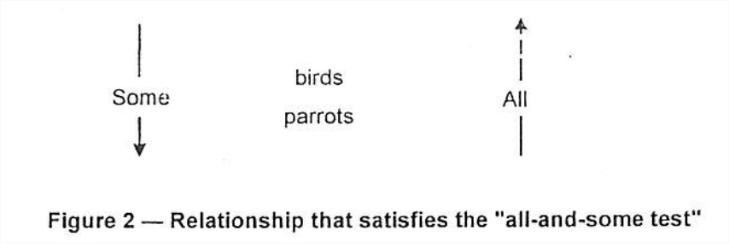 birds
Some
All
parrots
Figure 2 — Relationship that satisfies the "all-and-some test"